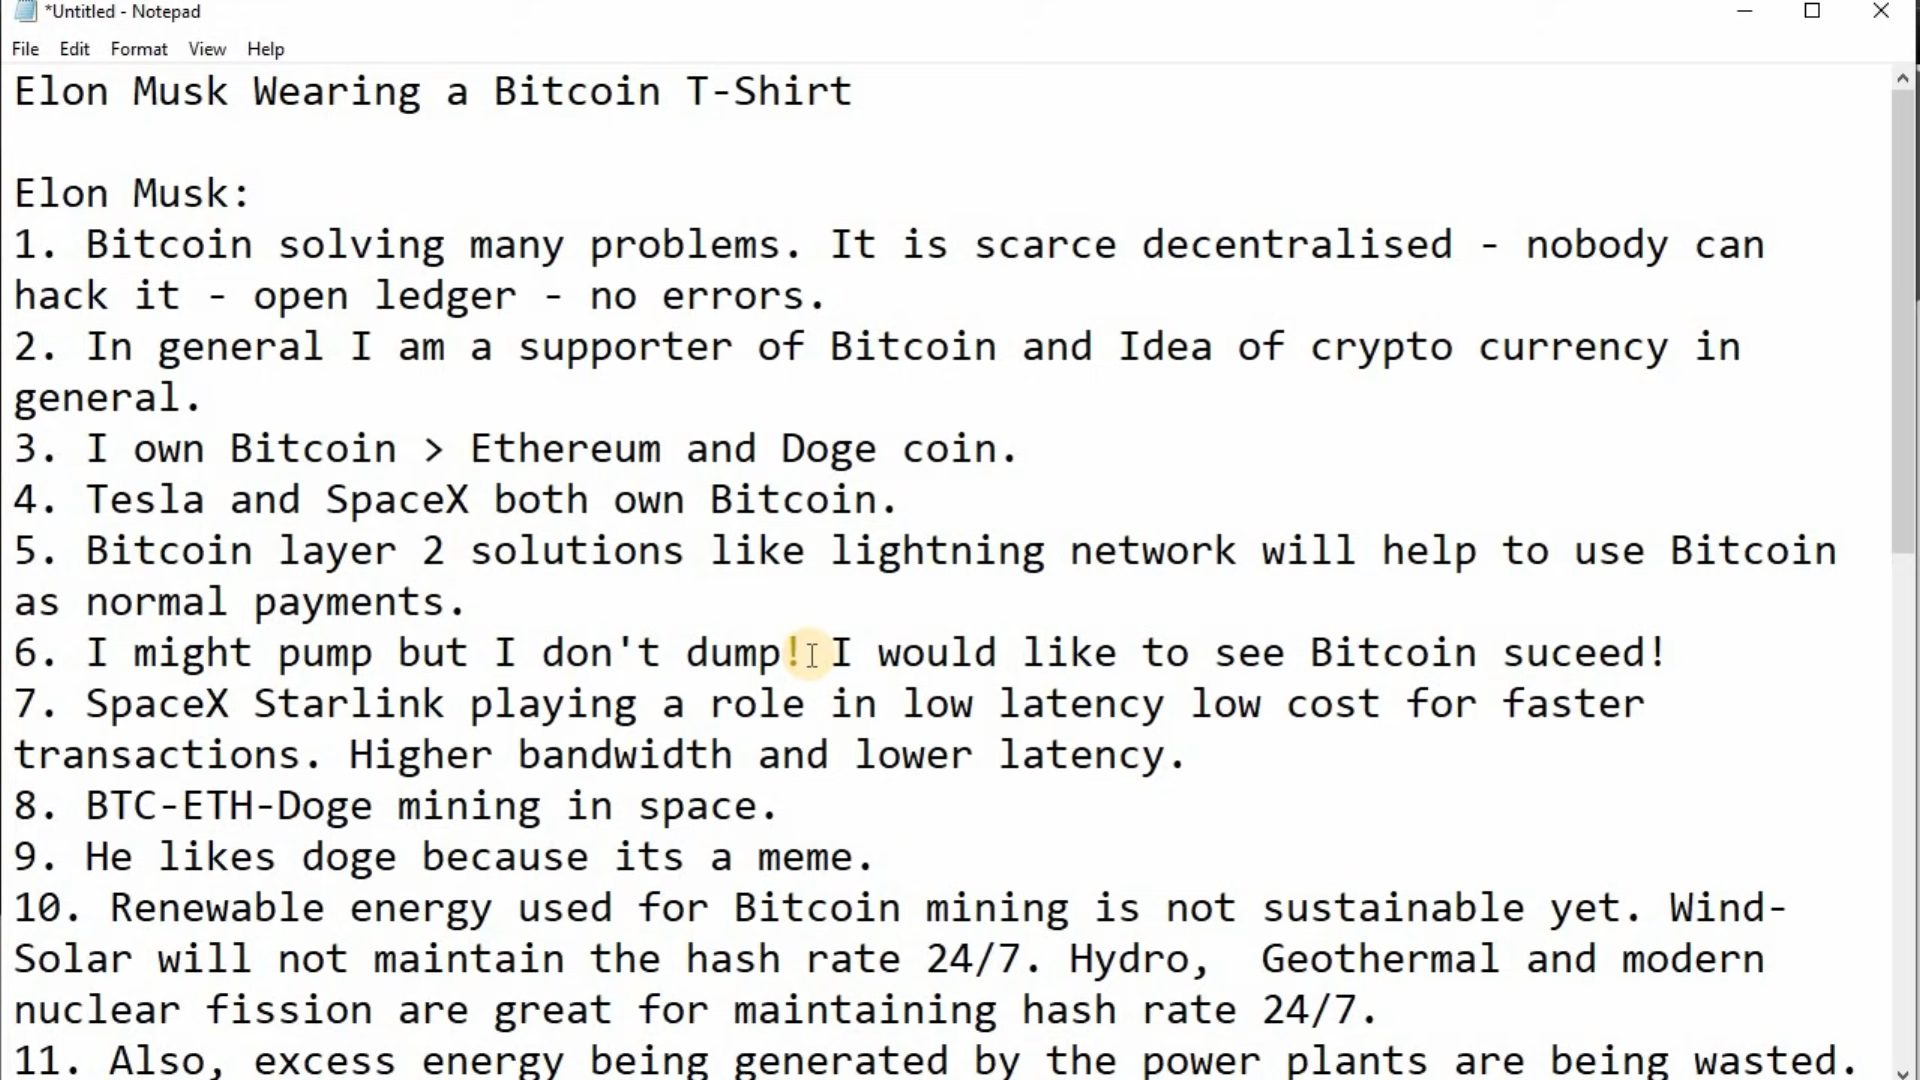 *Untitled - Notepad
File Edit Format View Help
Elon Musk Wearing a Bitcoin T-Shirt
Elon Musk:
1. Bitcoin solving many problems. It is scarce decentralised - nobody can
hack it - open ledger - no errors.
2. In general I am a supporter of Bitcoin and Idea of crypto currency in
general.
3. I own Bitcoin > Ethereum and Doge coin.
4. Tesla and SpaceX both own Bitcoin.
5. Bitcoin layer 2 solutions like lightning network will help to use Bitcoin
as normal payments.
6. I might pump but I don't dump! I would like to see Bitcoin suceed!
7. SpaceX Starlink playing a role in low latency low cost for faster
transactions. Higher bandwidth and lower latency.
8. BTC-ETH-Doge mining in space.
9. He likes doge because its a meme.
10. Renewable energy used for Bitcoin mining is not sustainable yet. Wind-
Solar will not maintain the hash rate 24/7. Hydro,  Geothermal and modern
nuclear fission are great for maintaining hash rate 24/7.
11. Also, excess energy being generated by the power plants are being wasted.